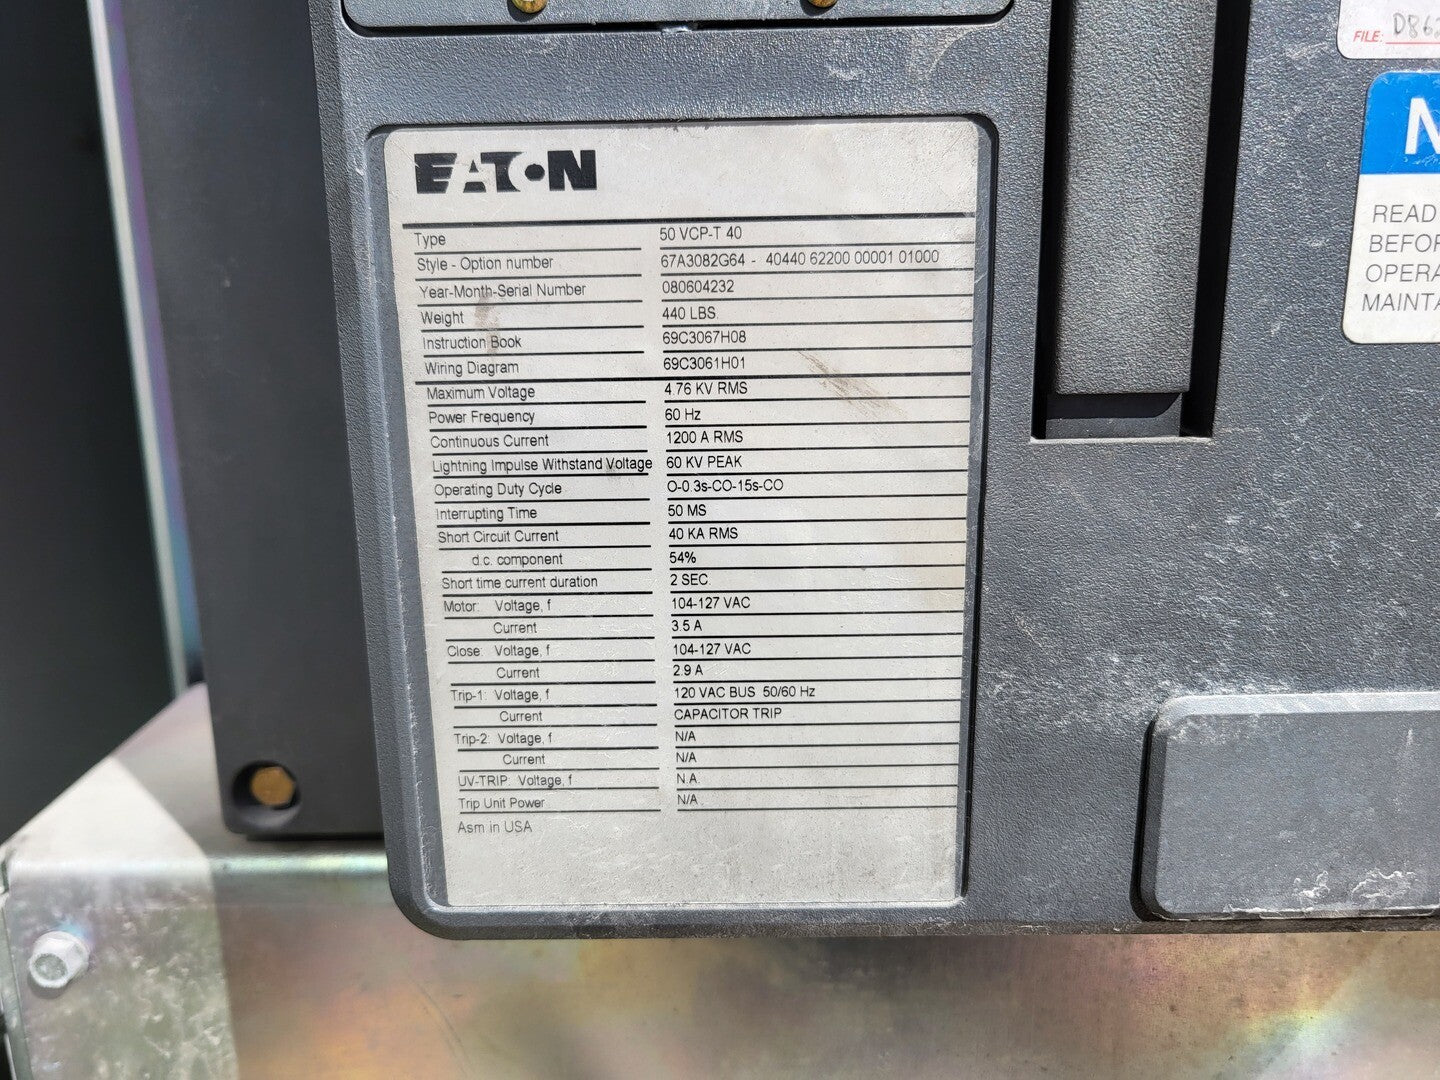 FILE:
N
READ
BEFOR
OPERA
MAINTA
EATON
Type 50 VCP-T 40
Style - Option number 67A3082G64 - 40440 62200 00001 01000
Year-Month-Serial Number 080604232
Weight 440 LBS.
Instruction Book 69C3067H08
Wiring Diagram 69C3061H01
Maximum Voltage 4.76 KV RMS
Power Frequency 60 Hz
Continuous Current 1200 A RMS
Lightning Impulse Withstand Voltage 60 KV PEAK
Operating Duty Cycle O-0.3s-CO-15s-CO
Interrupting Time 50 MS
Short Circuit Current 40 KA RMS
d.c. component 54%
Short time current duration 2 SEC.
Motor: Voltage, f 104-127 VAC
Current 3.5 A
Close: Voltage, f 104-127 VAC
Current 2.9 A
Trip-1: Voltage, f 120 VAC BUS 50/60 Hz
Current CAPACITOR TRIP
Trip-2: Voltage, f N/A
Current N/A
UV-TRIP: Voltage, f N.A.
Trip Unit Power N/A
Asm in USA